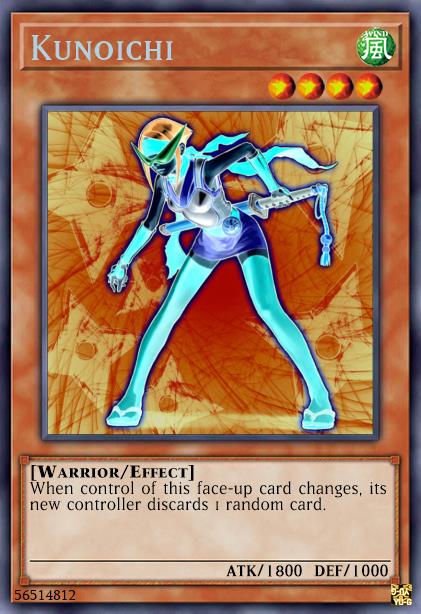 Kunoichi
WIND
風
[Warrior/Effect]
When control of this face-up card changes, its
new controller discards 1 random card.
ATK/1800 DEF/1000
56514812